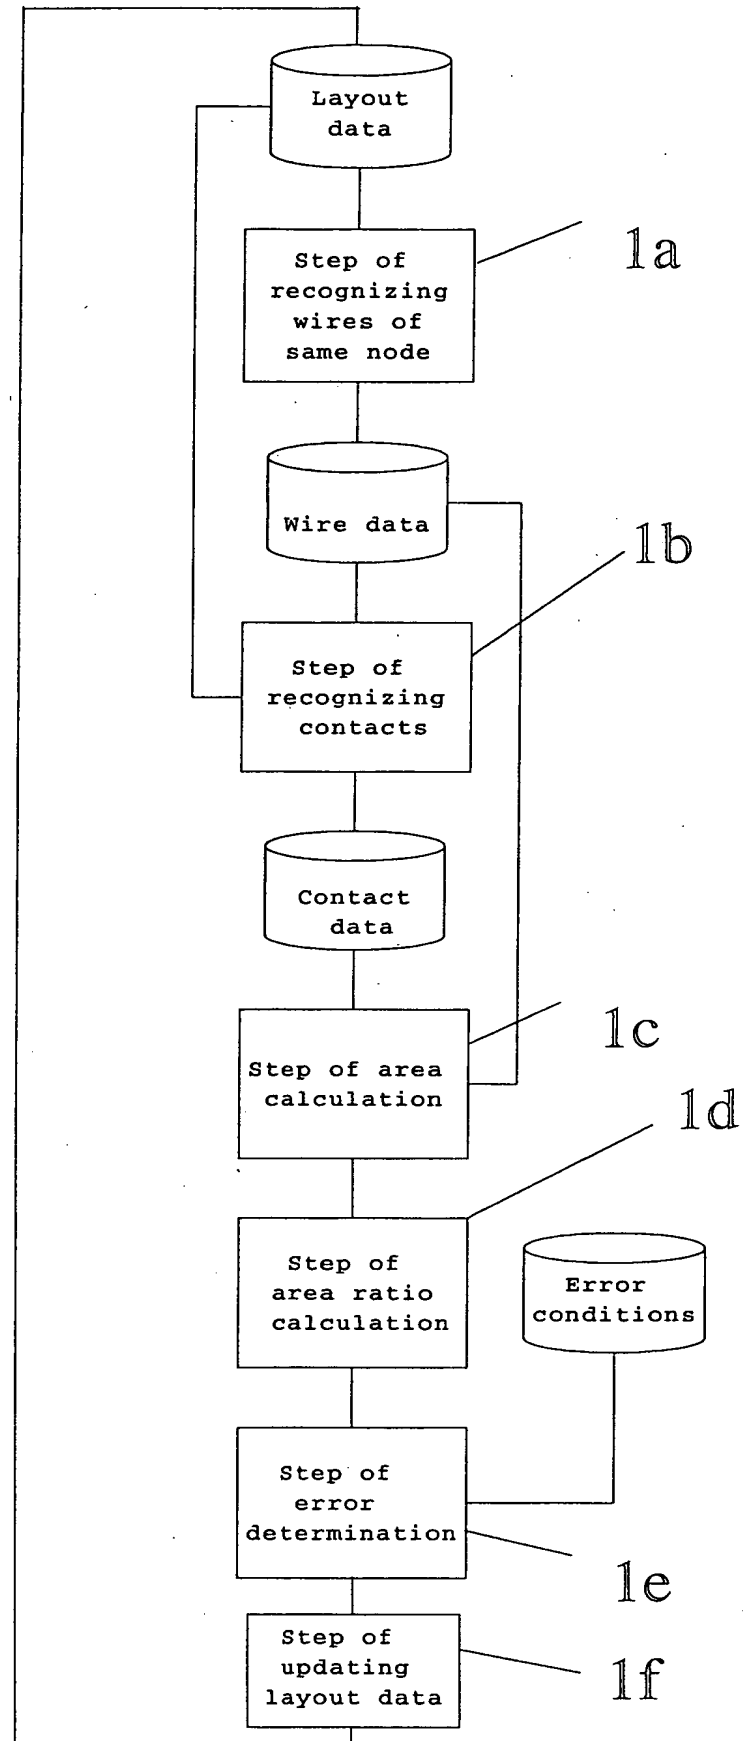 Layout
data
1a
Step of
recognizing
wires of
same node
Wire data
1b
Step of
recognizing
contacts
Contact
data
1c
Step of area
calculation
1d
Step of
area ratio
calculation
Error
conditions
Step of
error
determination
1e
Step of
updating
layout data
1f